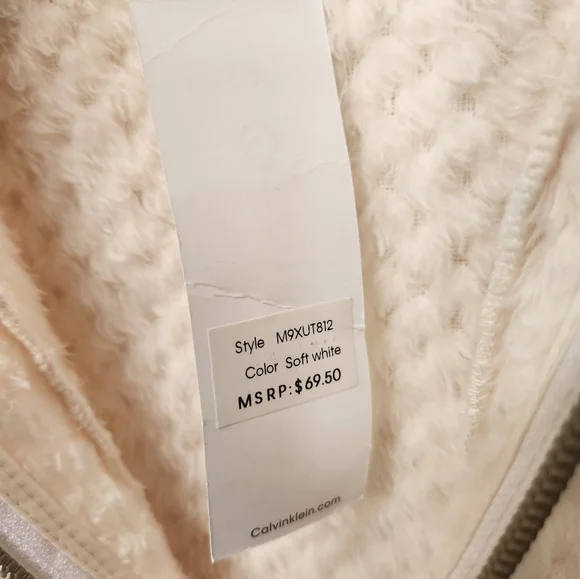 Style M9XUT812
Color Soft white
MSRP:$69.50
Calvinklein.com